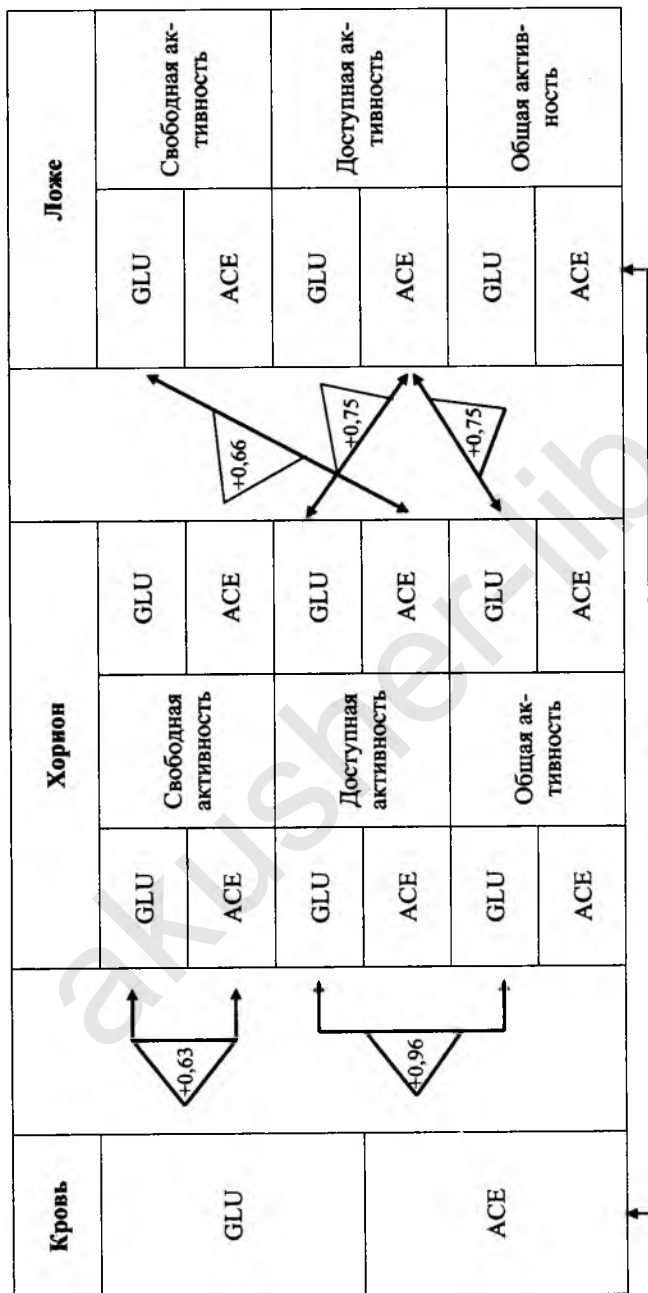 Кровь
Хорион
Ложе
GLU
ACE
+0,63
+0,96
GLU
ACE
GLU
ACE
GLU
ACE
Свободная
активность
Доступная
активность
Общая ак-
тивность
GLU
ACE
GLU
ACE
GLU
ACE
+0,66
+0,75
+0,75
GLU
ACE
GLU
ACE
GLU
ACE
Свободная ак-
тивность
Доступная ак-
тивность
Общая актив-
ность
akusher-lib